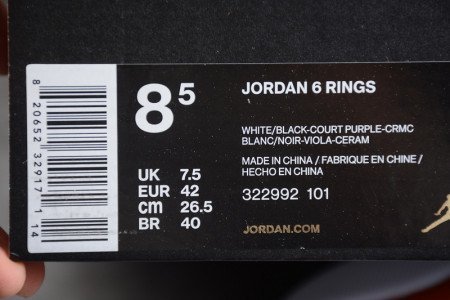 8 20652 32917 1 14
8 5
JORDAN 6 RINGS
WHITE/BLACK-COURT PURPLE-CRMC
BLANC/NOIR-VIOLA-CERAM
MADE IN CHINA / FABRIQUE EN CHINE /
HECHO EN CHINA
322992 101
UK 7.5
EUR 42
CM 26.5
BR 40
JORDAN.COM